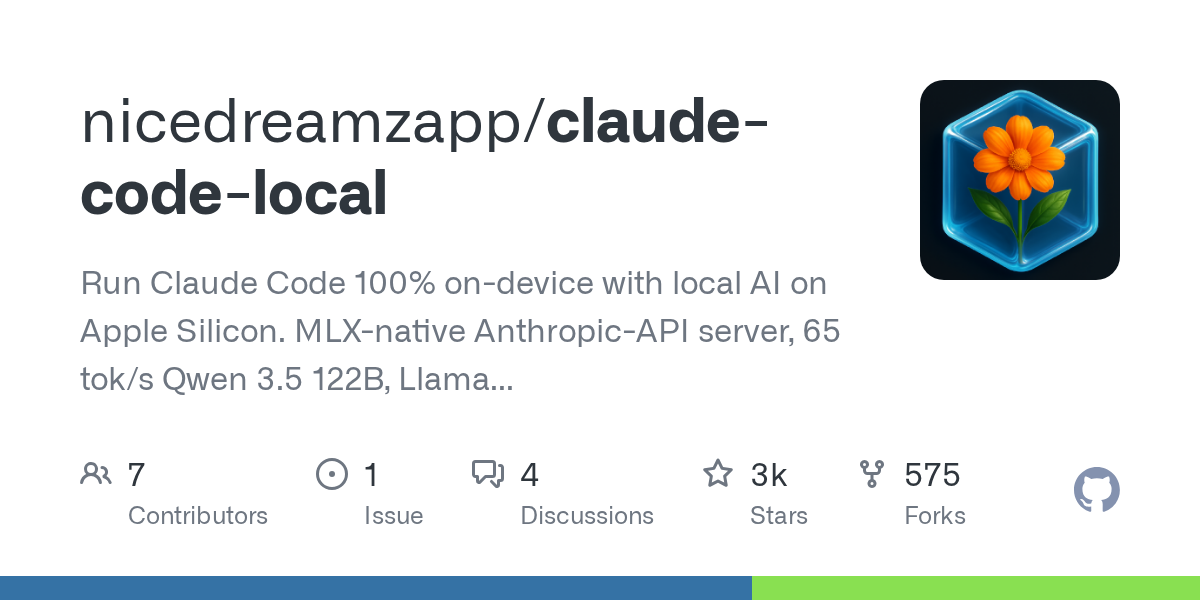 nicedreamzapp/claude-
code-local
Run Claude Code 100% on-device with local AI on
Apple Silicon. MLX-native Anthropic-API server, 65
tok/s Qwen 3.5 122B, Llama...
7 1 4 3k 575
Contributors Issue Discussions Stars Forks